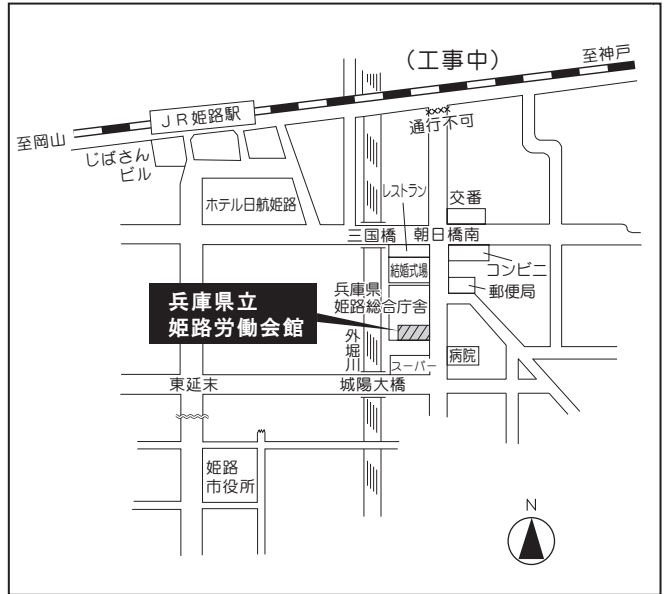 (工事中)
至神戸
JR姫路駅
至岡山
じばさん
ビル
通行不可
ホテル日航姫路
レストラン
交番
三国橋
朝日橋南
結婚式場
コンビニ
郵便局
兵庫県
姫路総合庁舎
兵庫県立
姫路労働会館
外堀川
スーパー
病院
東延末
城陽大橋
姫路
市役所
N